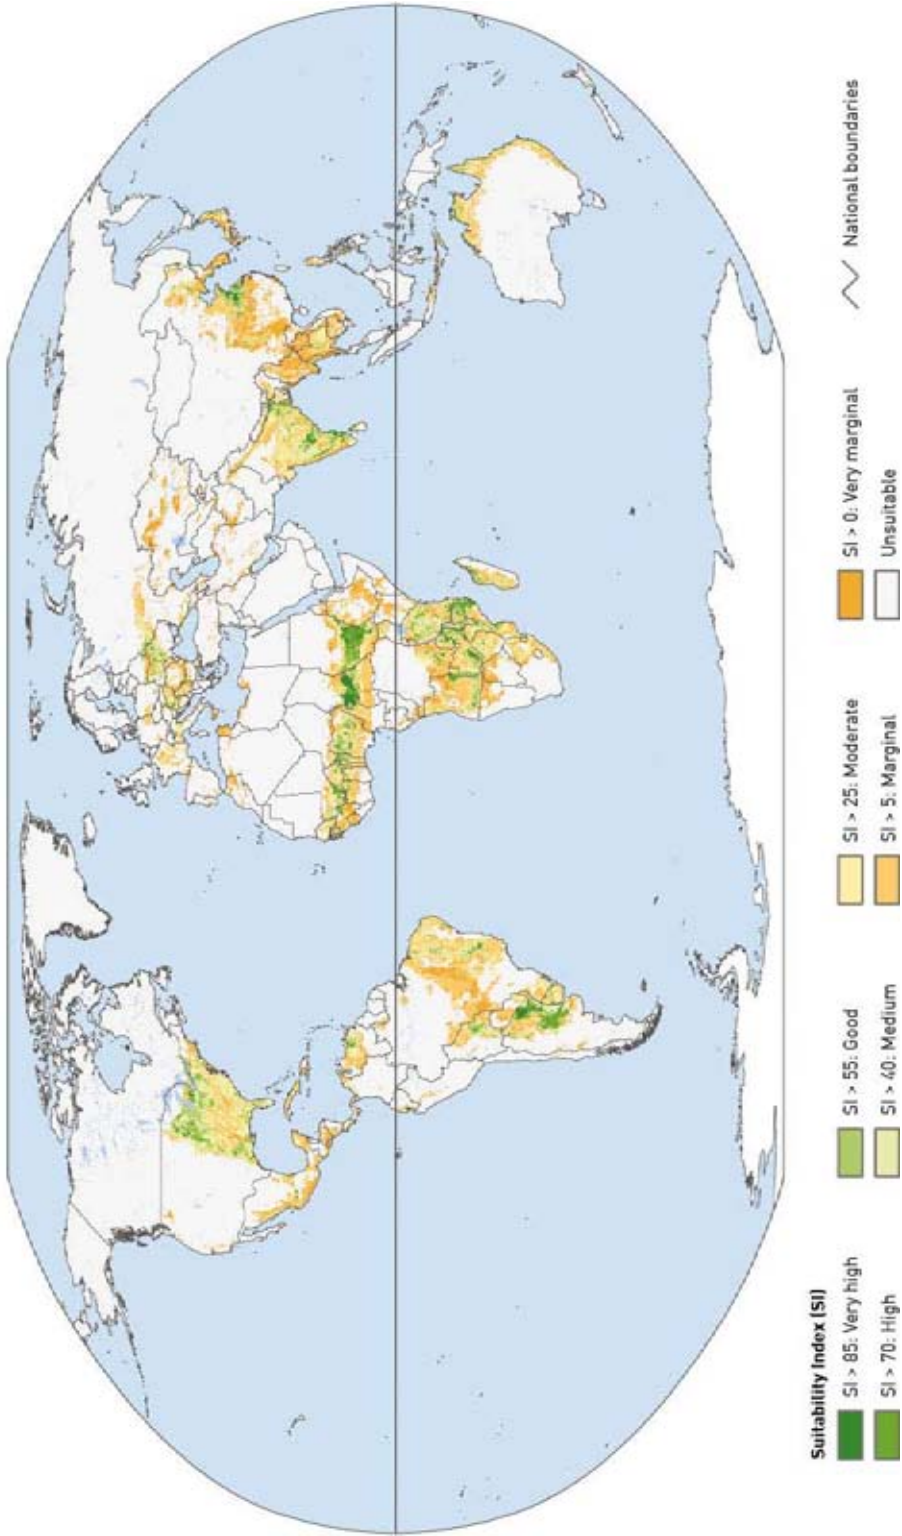 Suitability Index (SI)
SI > 85: Very high
SI > 70: High
SI > 55: Good
SI > 40: Medium
SI > 25: Moderate
SI > 5: Marginal
SI > 0: Very marginal
Unsuitable
National boundaries